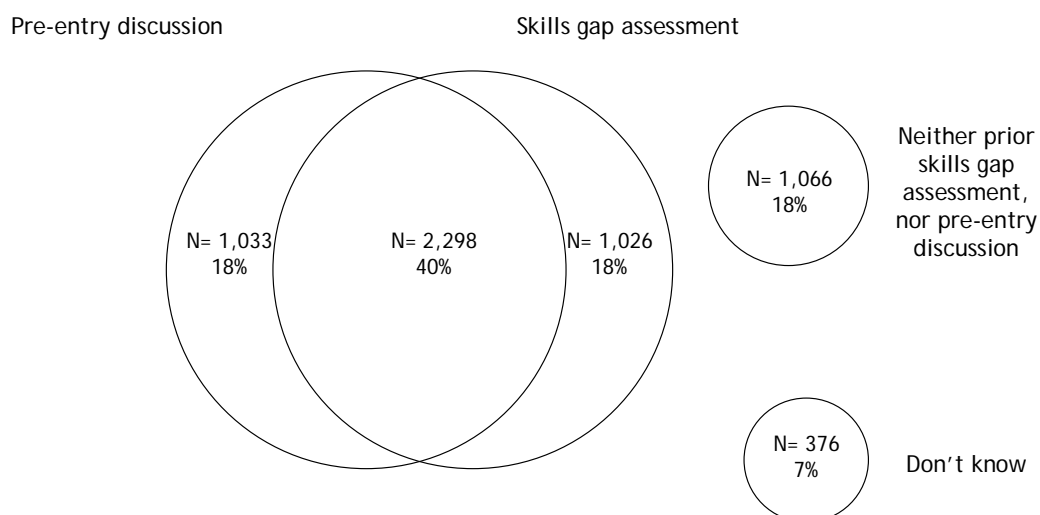 Pre-entry discussion
Skills gap assessment
N= 1,033
18%
N= 2,298
40%
N= 1,026
18%
N= 1,066
18%
Neither prior
skills gap
assessment,
nor pre-entry
discussion
N= 376
7%
Don't know